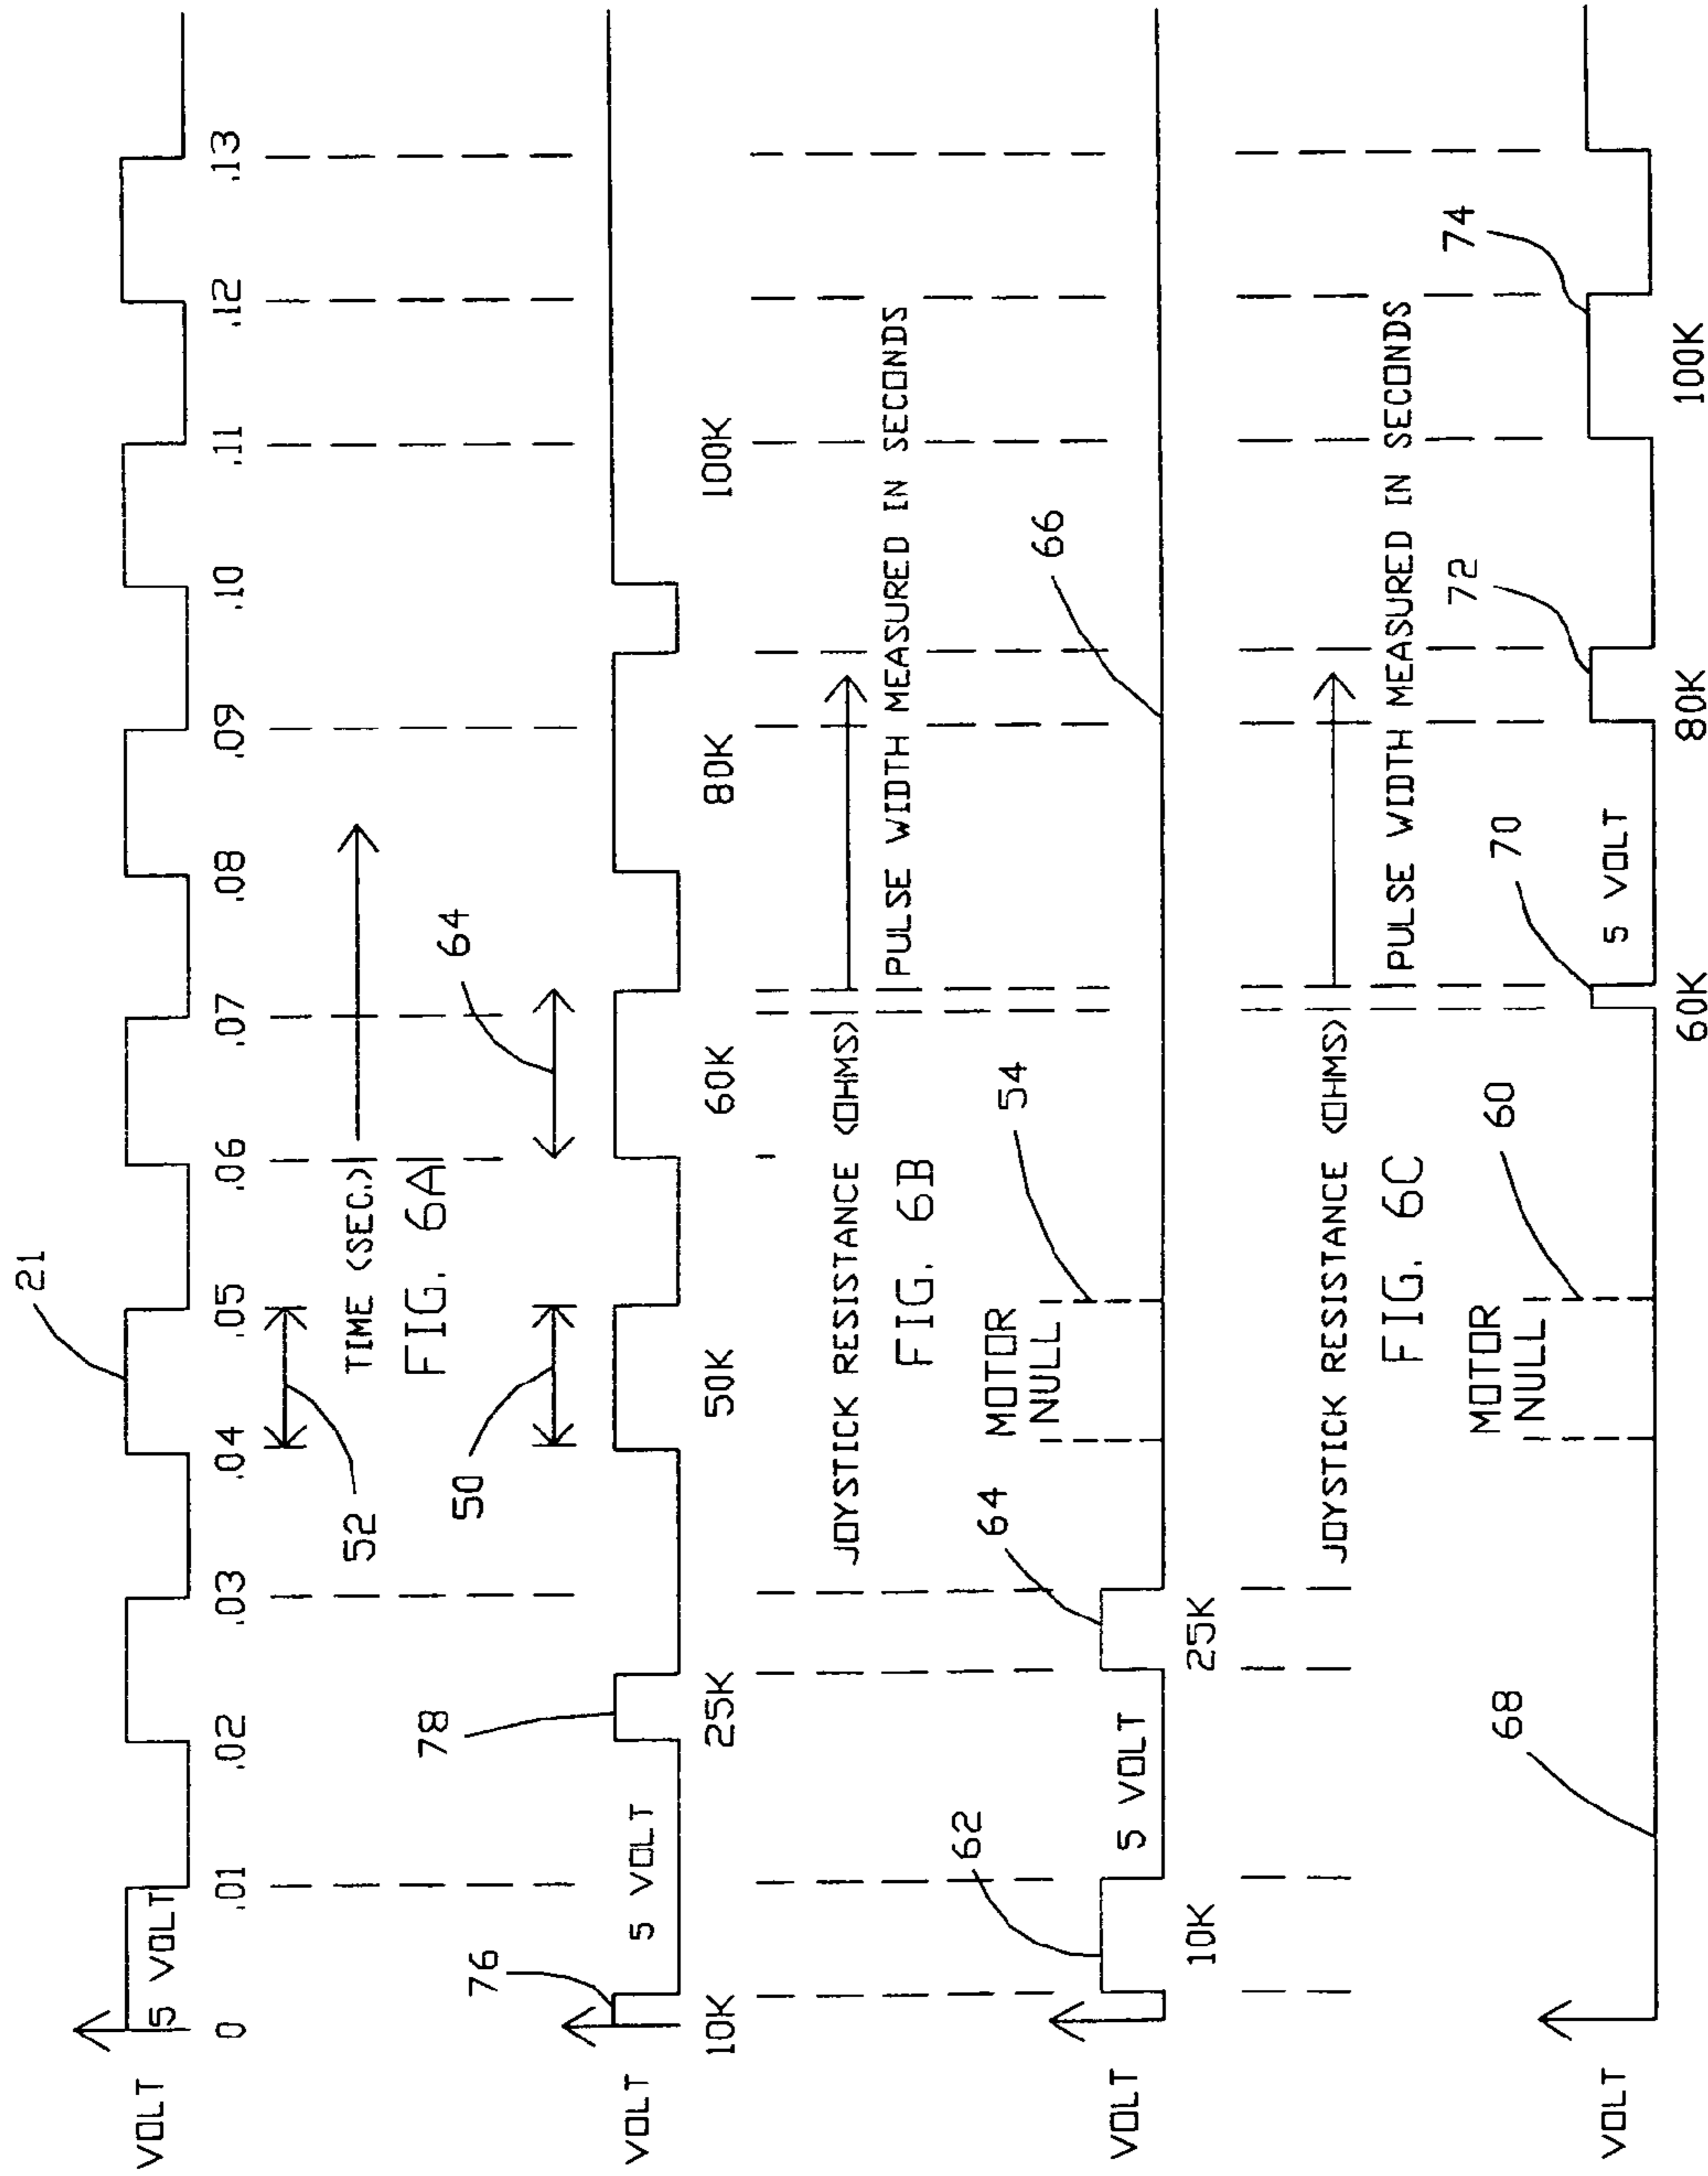 21
VOLT
5 VOLT
0 .01 .02 .03 .04 .05 .06 .07 .08 .09 .10 .11 .12 .13
52
TIME (SEC.)
FIG. 6A
76
78
50
64
VOLT
5 VOLT
10K 25K 50K 60K 80K 100K
JOYSTICK RESISTANCE (OHMS)
PULSE WIDTH MEASURED IN SECONDS
FIG. 6B
62
64
MOTOR
NULL
54
66
VOLT
5 VOLT
10K 25K
JOYSTICK RESISTANCE (OHMS)
PULSE WIDTH MEASURED IN SECONDS
FIG. 6C
68
MOTOR
NULL
60
70
72
74
VOLT
5 VOLT
60K 80K 100K